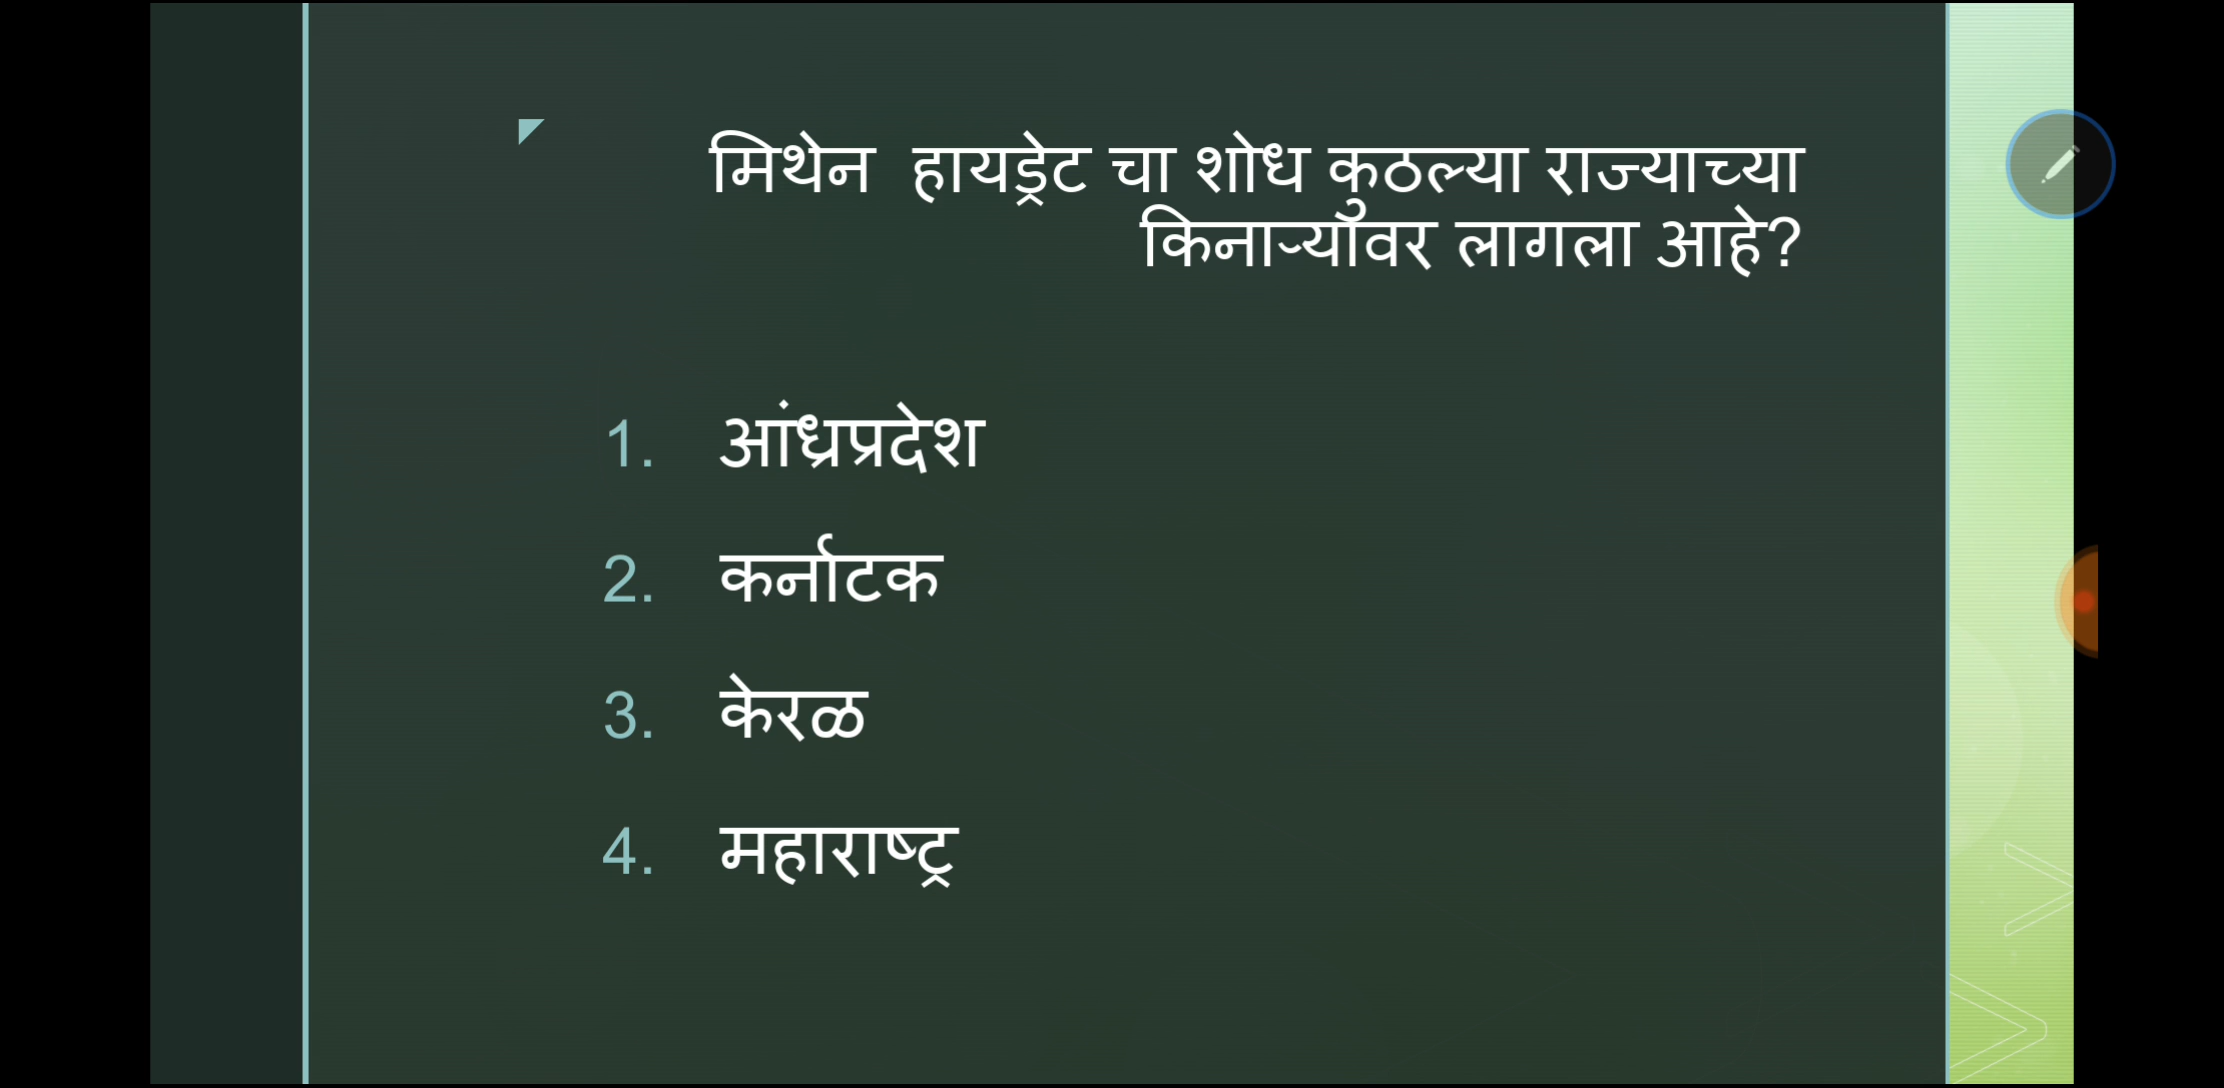 मिथेन हायड्रेट चा शोध कुठल्या राज्याच्या
किनाऱ्यावर लागला आहे?
1. आंध्रप्रदेश
2. कर्नाटक
3. केरळ
4. महाराष्ट्र